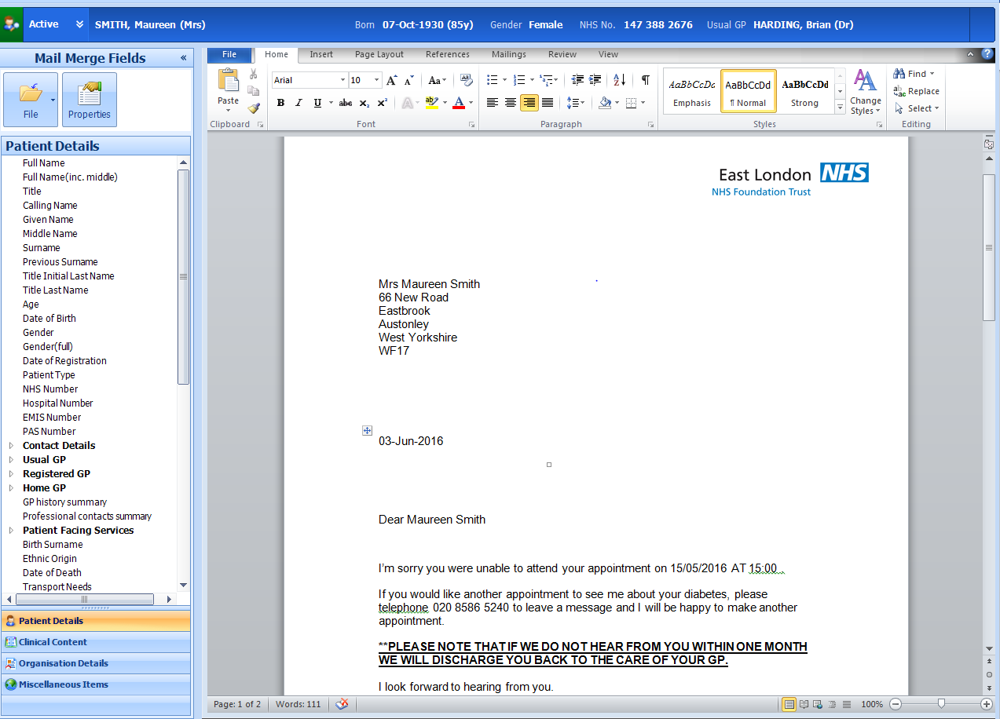 Active SMITH, Maureen (Mrs) Born 07-Oct-1930 (85y) Gender Female NHS No. 147 388 2676 Usual GP HARDING, Brian (Dr)
Mail Merge Fields «
File Properties
Patient Details
Full Name
Full Name(inc. middle)
Title
Calling Name
Given Name
Middle Name
Surname
Previous Surname
Title Initial Last Name
Title Last Name
Age
Date of Birth
Gender
Gender(full)
Date of Registration
Patient Type
NHS Number
Hospital Number
EMIS Number
PAS Number
Contact Details
Usual GP
Registered GP
Home GP
GP history summary
Professional contacts summary
Patient Facing Services
Birth Surname
Ethnic Origin
Date of Death
Transport Needs
Patient Details
Clinical Content
Organisation Details
Miscellaneous Items
File Home Insert Page Layout References Mailings Review View
Paste
Clipboard
Arial 10 A A Aa
B I U abc x₂ x² A ab A
Font
A Z ¶
Paragraph
AaBbCcDc AaBbCcDd AaBbCcDd
Emphasis ¶ Normal Strong
Change Styles
Styles
Find
Replace
Select
Editing
East London NHS
NHS Foundation Trust
Mrs Maureen Smith
66 New Road
Eastbrook
Austonley
West Yorkshire
WF17
03-Jun-2016
Dear Maureen Smith
I'm sorry you were unable to attend your appointment on 15/05/2016 AT 15:00 .
If you would like another appointment to see me about your diabetes, please
telephone 020 8586 5240 to leave a message and I will be happy to make another
appointment.
**PLEASE NOTE THAT IF WE DO NOT HEAR FROM YOU WITHIN ONE MONTH
WE WILL DISCHARGE YOU BACK TO THE CARE OF YOUR GP.
I look forward to hearing from you.
Page: 1 of 2 Words: 111 100%